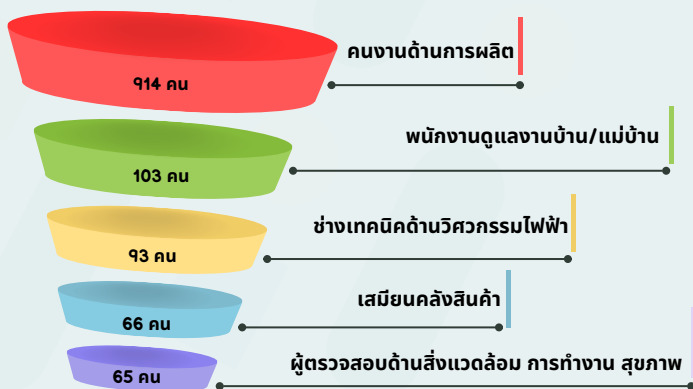 คนงานด้านการผลิต
914 คน
พนักงานดูแลงานบ้าน/แม่บ้าน
103 คน
ช่างเทคนิคด้านวิศวกรรมไฟฟ้า
93 คน
เสมียนคลังสินค้า
66 คน
ผู้ตรวจสอบด้านสิ่งแวดล้อม การทำงาน สุขภาพ
65 คน